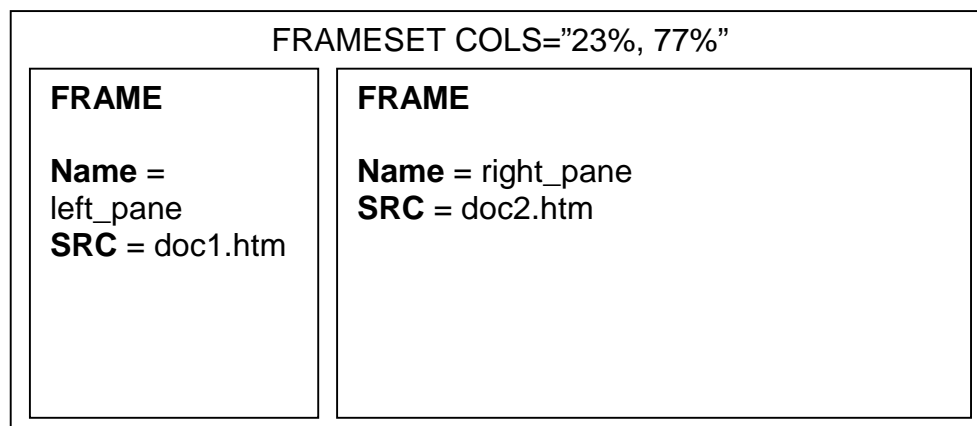 FRAMESET COLS=”23%, 77%”
FRAME
Name =
left_pane
SRC = doc1.htm
FRAME
Name = right_pane
SRC = doc2.htm